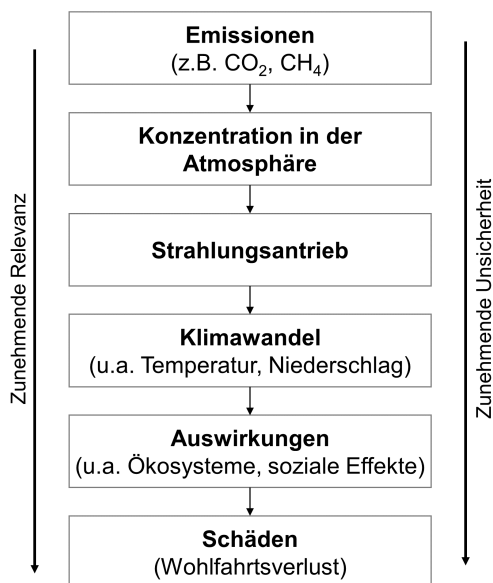 Emissionen
(z.B. CO₂, CH₄)
Konzentration in der
Atmosphäre
Strahlungsantrieb
Klimawandel
(u.a. Temperatur, Niederschlag)
Auswirkungen
(u.a. Ökosysteme, soziale Effekte)
Schäden
(Wohlfahrtsverlust)
Zunehmende Relevanz
Zunehmende Unsicherheit